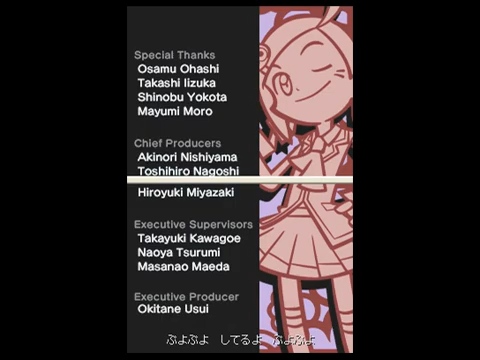 Special Thanks
Osamu Ohashi
Takashi Iizuka
Shinobu Yokota
Mayumi Moro
Chief Producers
Akinori Nishiyama
Toshihiro Nagoshi
Hiroyuki Miyazaki
Executive Supervisors
Takayuki Kawagoe
Naoya Tsurumi
Masanao Maeda
Executive Producer
Okitane Usui
ぷよぷよ してるよ ぷよぷよ